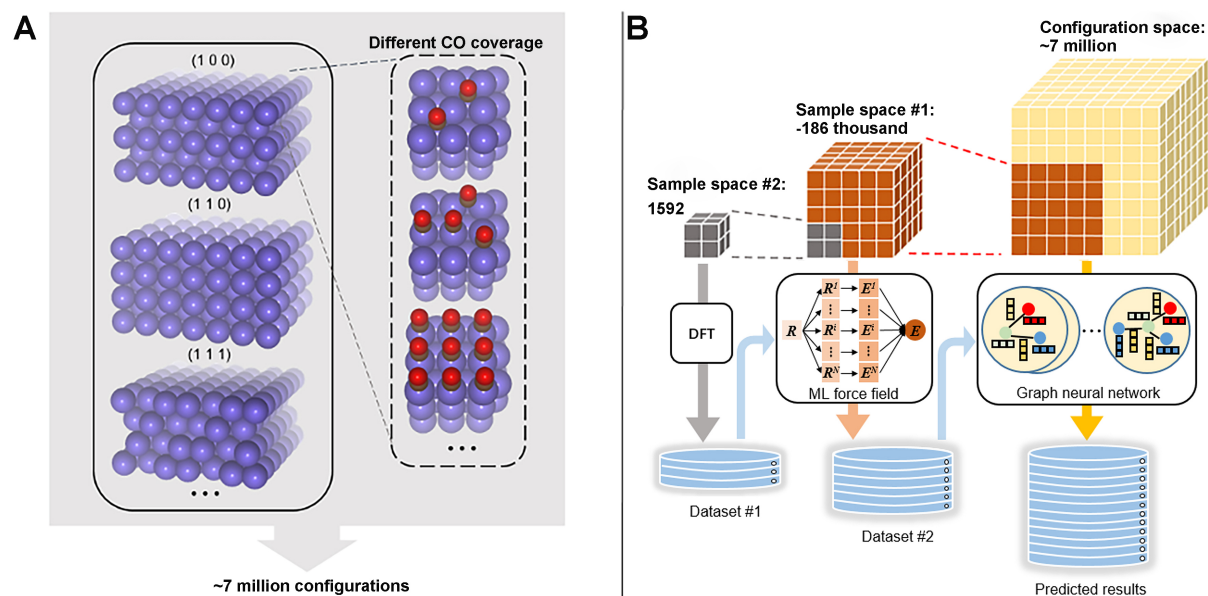 A
Different CO coverage
(1 0 0)
(1 1 0)
(1 1 1)
...
...
~7 million configurations
B
Configuration space:
~7 million
Sample space #1:
-186 thousand
Sample space #2:
1592
DFT
R
R1 E1
⋮ ⋮
Ri Ei
⋮ ⋮
RN EN
E
ML force field
...
Graph neural network
Dataset #1
Dataset #2
Predicted results